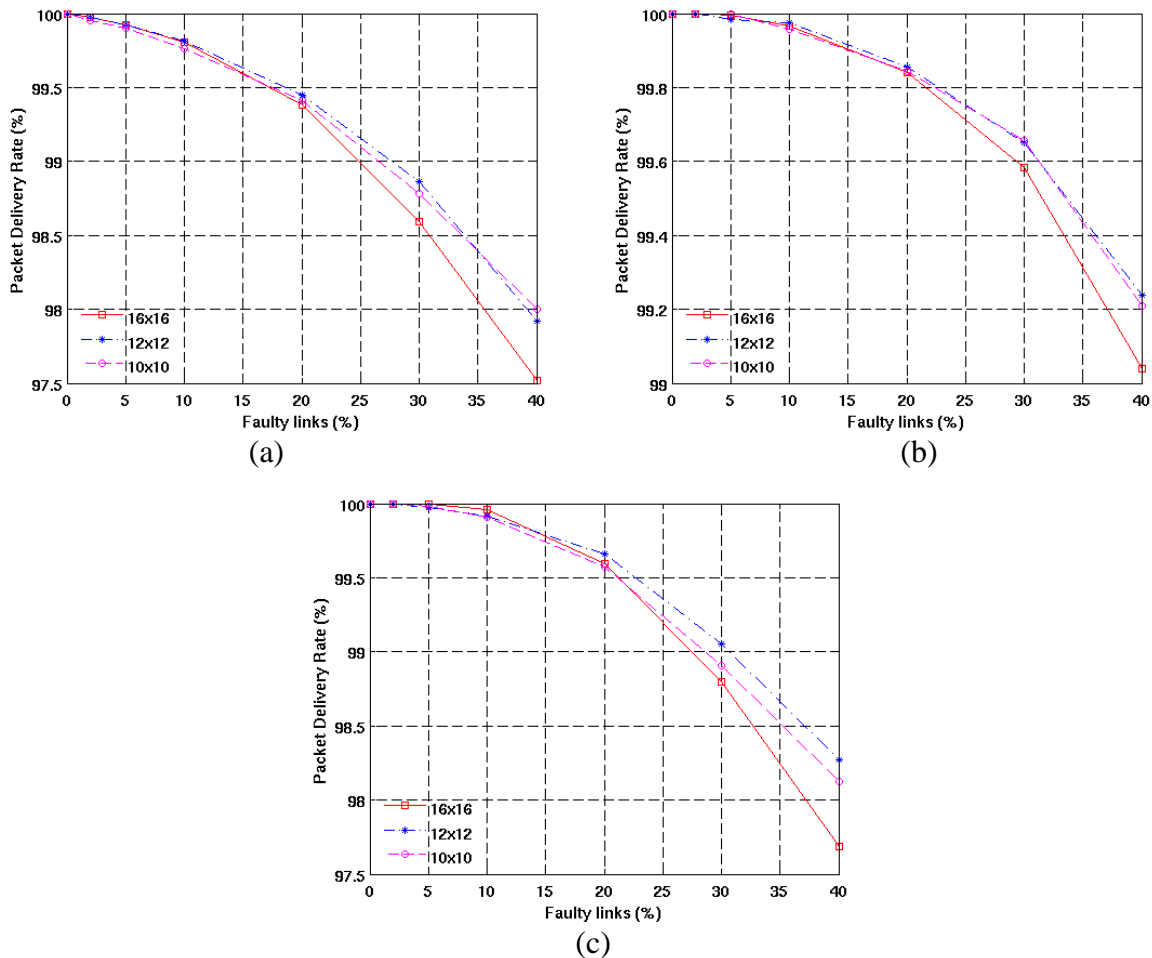 100
99.5
99
98.5
98
97.5
Packet Delivery Rate (%)
16x16
12x12
10x10
0 5 10 15 20 25 30 35 40
Faulty links (%)
(a)
100
99.8
99.6
99.4
99.2
99
Packet Delivery Rate (%)
16x16
12x12
10x10
0 5 10 15 20 25 30 35 40
Faulty links (%)
(b)
100
99.5
99
98.5
98
97.5
Packet Delivery Rate (%)
16x16
12x12
10x10
0 5 10 15 20 25 30 35 40
Faulty links (%)
(c)